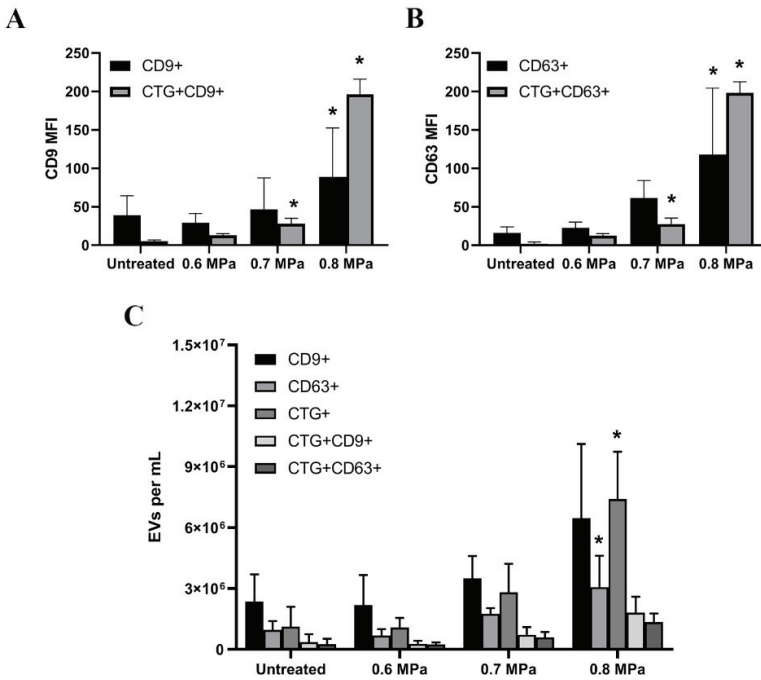 A
CD9+
CTG+CD9+
CD9 MFI
250
200
150
100
50
0
*
*
*
Untreated 0.6 MPa 0.7 MPa 0.8 MPa
B
CD63+
CTG+CD63+
CD63 MFI
250
200
150
100
50
0
*
*
*
Untreated 0.6 MPa 0.7 MPa 0.8 MPa
C
CD9+
CD63+
CTG+
CTG+CD9+
CTG+CD63+
EVs per mL
1.5×10⁷
1.2×10⁷
9×10⁶
6×10⁶
3×10⁶
0
*
*
Untreated 0.6 MPa 0.7 MPa 0.8 MPa